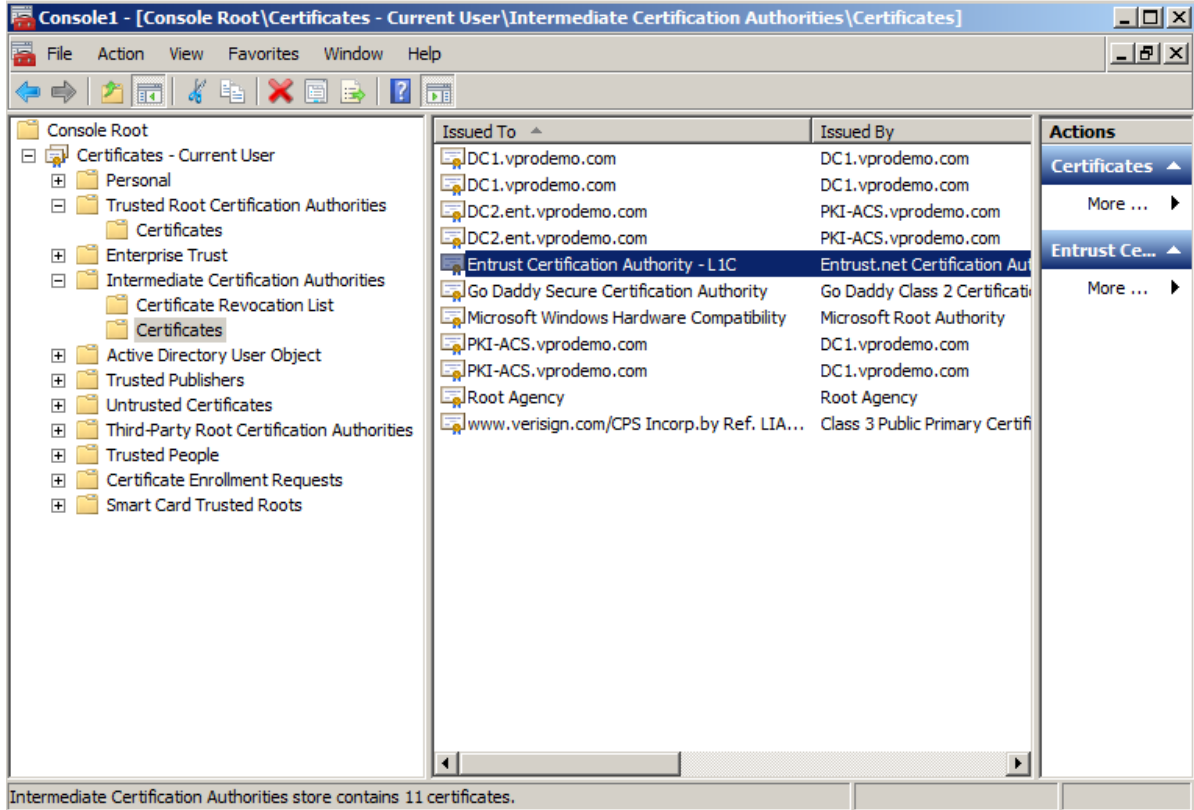 Console1 - [Console Root\Certificates - Current User\Intermediate Certification Authorities\Certificates]
File Action View Favorites Window Help
Console Root
Certificates - Current User
Personal
Trusted Root Certification Authorities
Certificates
Enterprise Trust
Intermediate Certification Authorities
Certificate Revocation List
Certificates
Active Directory User Object
Trusted Publishers
Untrusted Certificates
Third-Party Root Certification Authorities
Trusted People
Certificate Enrollment Requests
Smart Card Trusted Roots
Issued To Issued By
DC1.vprodemo.com DC1.vprodemo.com
DC1.vprodemo.com DC1.vprodemo.com
DC2.ent.vprodemo.com PKI-ACS.vprodemo.com
DC2.ent.vprodemo.com PKI-ACS.vprodemo.com
Entrust Certification Authority - L1C Entrust.net Certification Aut
Go Daddy Secure Certification Authority Go Daddy Class 2 Certificati
Microsoft Windows Hardware Compatibility Microsoft Root Authority
PKI-ACS.vprodemo.com DC1.vprodemo.com
PKI-ACS.vprodemo.com DC1.vprodemo.com
Root Agency Root Agency
www.verisign.com/CPS Incorp.by Ref. LIA... Class 3 Public Primary Certifi
Actions
Certificates
More ...
Entrust Ce...
More ...
Intermediate Certification Authorities store contains 11 certificates.